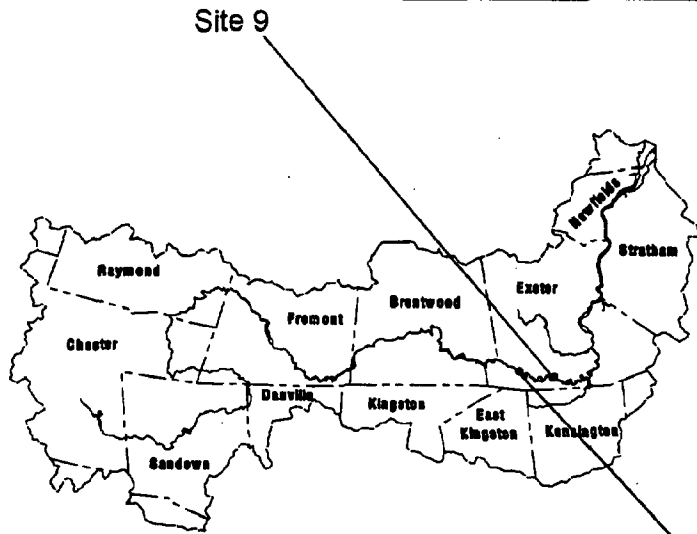 Site 9
Newfields
Stratham
Raymond
Exeter
Brentwood
Fremont
Chester
Danville
Kingston
East
Kingston
Kensington
Sandown